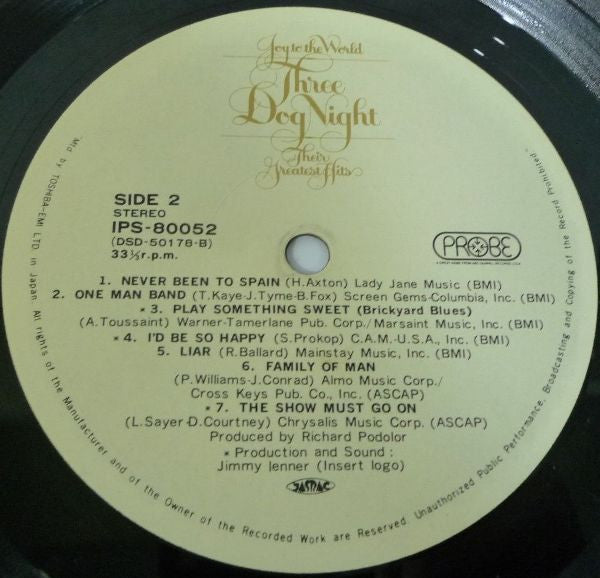 Joy to the World
Three
Dog Night
Their
Greatest Hits
SIDE 2
STEREO
IPS-80052
(DSD-50178-B)
33⅓r.p.m.
PROBE
1. NEVER BEEN TO SPAIN (H.Axton) Lady Jane Music (BMI)
2. ONE MAN BAND (T.Kaye-J.Tyme-B.Fox) Screen Gems-Columbia, Inc. (BMI)
*3. PLAY SOMETHING SWEET (Brickyard Blues)
(A.Toussaint) Warner-Tamerlane Pub. Corp./Marsaint Music, Inc. (BMI)
*4. I'D BE SO HAPPY (S.Prokop) C.A.M.-U.S.A., Inc. (BMI)
5. LIAR (R.Ballard) Mainstay Music, Inc. (BMI)
6. FAMILY OF MAN
(P.Williams-J.Conrad) Almo Music Corp./
Cross Keys Pub. Co., Inc. (ASCAP)
*7. THE SHOW MUST GO ON
(L.Sayer-D.Courtney) Chrysalis Music Corp. (ASCAP)
Produced by Richard Podolor
* Production and Sound :
Jimmy Ienner (Insert logo)
JASRAC
"Mfd by TOSHIBA-EMI LTD in Japan. All rights of the Manufacturer and of the Owner of the Recorded Work are Reserved. Unauthorized Public Performance, Broadcasting and Copying of the Record Prohibited"